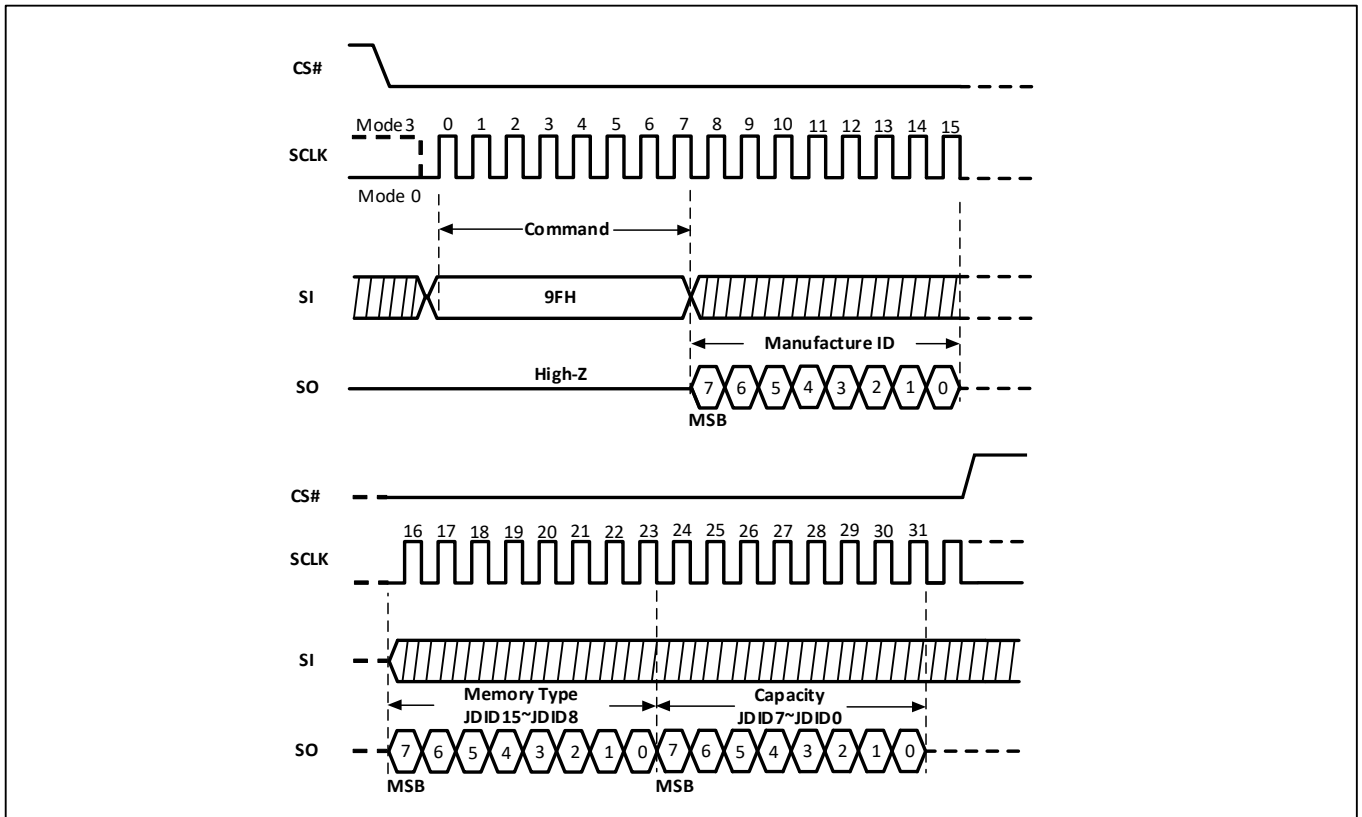 CS#
Mode 3 0 1 2 3 4 5 6 7 8 9 10 11 12 13 14 15
SCLK
Mode 0
Command
SI 9FH
Manufacture ID
High-Z
SO 7 6 5 4 3 2 1 0
MSB
CS#
16 17 18 19 20 21 22 23 24 25 26 27 28 29 30 31
SCLK
SI
Memory Type Capacity
JDID15~JDID8 JDID7~JDID0
SO 7 6 5 4 3 2 1 0 7 6 5 4 3 2 1 0
MSB MSB